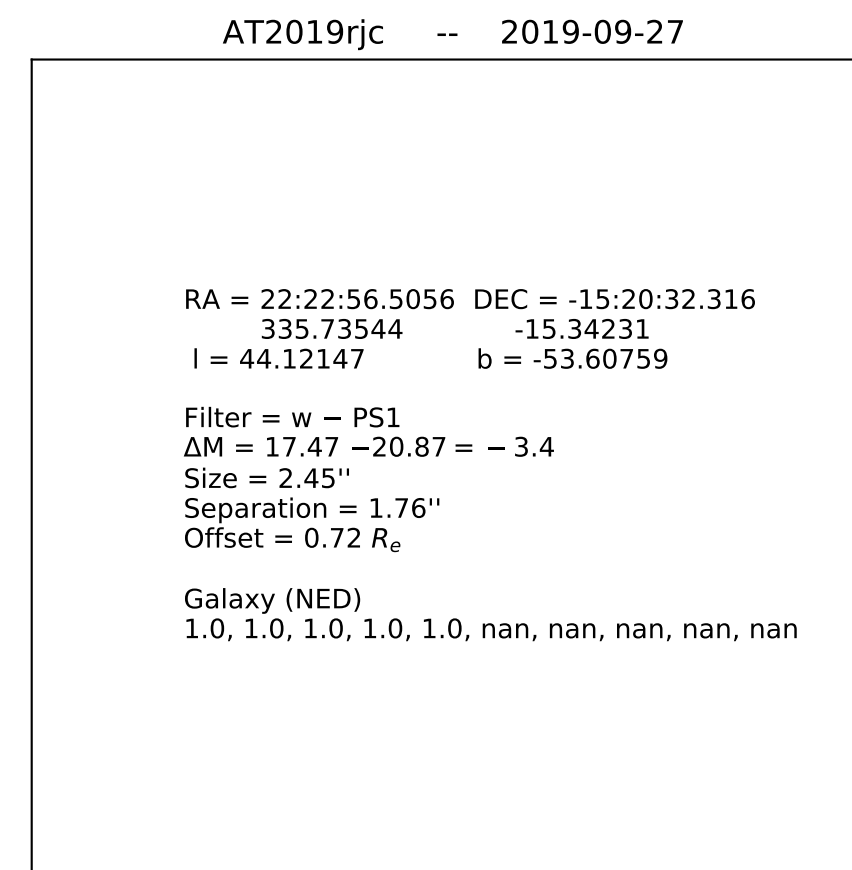 AT2019rjc -- 2019-09-27
RA = 22:22:56.5056 DEC = -15:20:32.316
335.73544 -15.34231
l = 44.12147 b = -53.60759
Filter = w − PS1
ΔM = 17.47 −20.87 = − 3.4
Size = 2.45''
Separation = 1.76''
Offset = 0.72 Re
Galaxy (NED)
1.0, 1.0, 1.0, 1.0, 1.0, nan, nan, nan, nan, nan